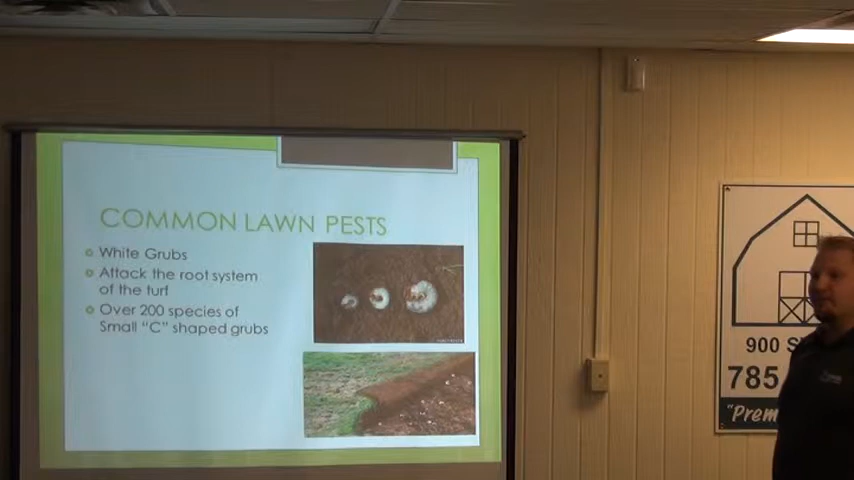 COMMON LAWN PESTS
White Grubs
Attack the root system
of the turf
Over 200 species of
Small "C" shaped grubs
900 S
785
"Prem